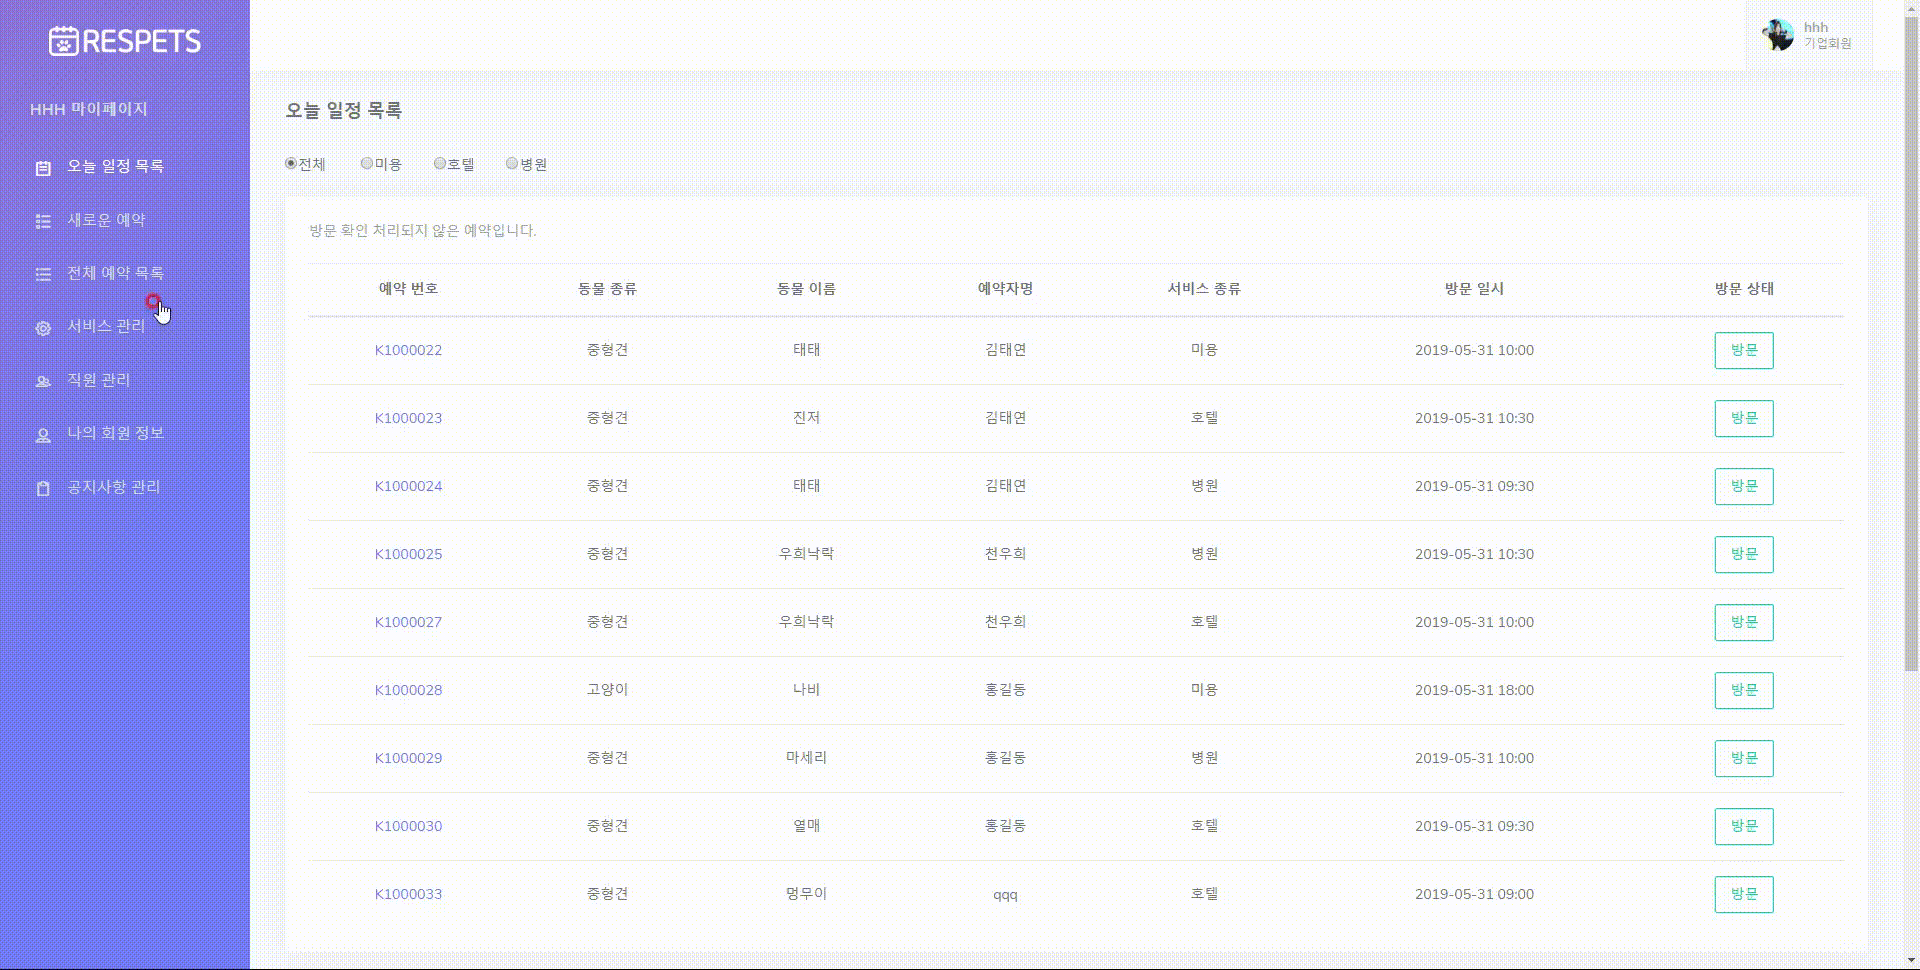 RESPETS
hhh
기업회원
HHH 마이페이지
오늘 일정 목록
새로운 예약
전체 예약 목록
서비스 관리
직원 관리
나의 회원 정보
공지사항 관리
오늘 일정 목록
전체 미용 호텔 병원
방문 확인 처리되지 않은 예약입니다.
예약 번호 동물 종류 동물 이름 예약자명 서비스 종류 방문 일시 방문 상태
K1000022 중형견 태태 김태연 미용 2019-05-31 10:00 방문
K1000023 중형견 진저 김태연 호텔 2019-05-31 10:30 방문
K1000024 중형견 태태 김태연 병원 2019-05-31 09:30 방문
K1000025 중형견 우희낙락 천우희 병원 2019-05-31 10:30 방문
K1000027 중형견 우희낙락 천우희 호텔 2019-05-31 10:00 방문
K1000028 고양이 나비 홍길동 미용 2019-05-31 18:00 방문
K1000029 중형견 마세리 홍길동 병원 2019-05-31 10:00 방문
K1000030 중형견 열매 홍길동 호텔 2019-05-31 09:30 방문
K1000033 중형견 멍무이 qqq 호텔 2019-05-31 09:00 방문